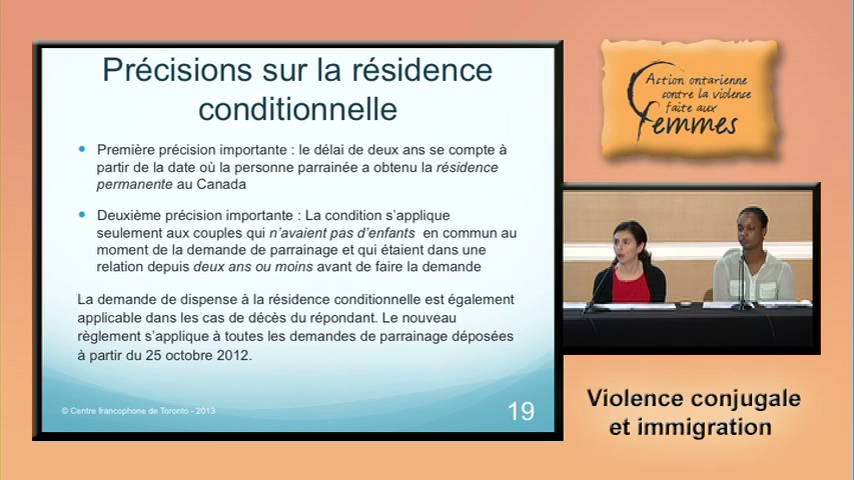 Précisions sur la résidence
conditionnelle
Première précision importante : le délai de deux ans se compte à
partir de la date où la personne parrainée a obtenu la résidence
permanente au Canada
Deuxième précision importante : La condition s’applique
seulement aux couples qui n’avaient pas d’enfants en commun au
moment de la demande de parrainage et qui étaient dans une
relation depuis deux ans ou moins avant de faire la demande
La demande de dispense à la résidence conditionnelle est également
applicable dans les cas de décès du répondant. Le nouveau
règlement s’applique à toutes les demandes de parrainage déposées
à partir du 25 octobre 2012.
© Centre francophone de Toronto - 2013
19
Action ontarienne
contre la violence
faite aux
femmes
Violence conjugale
et immigration